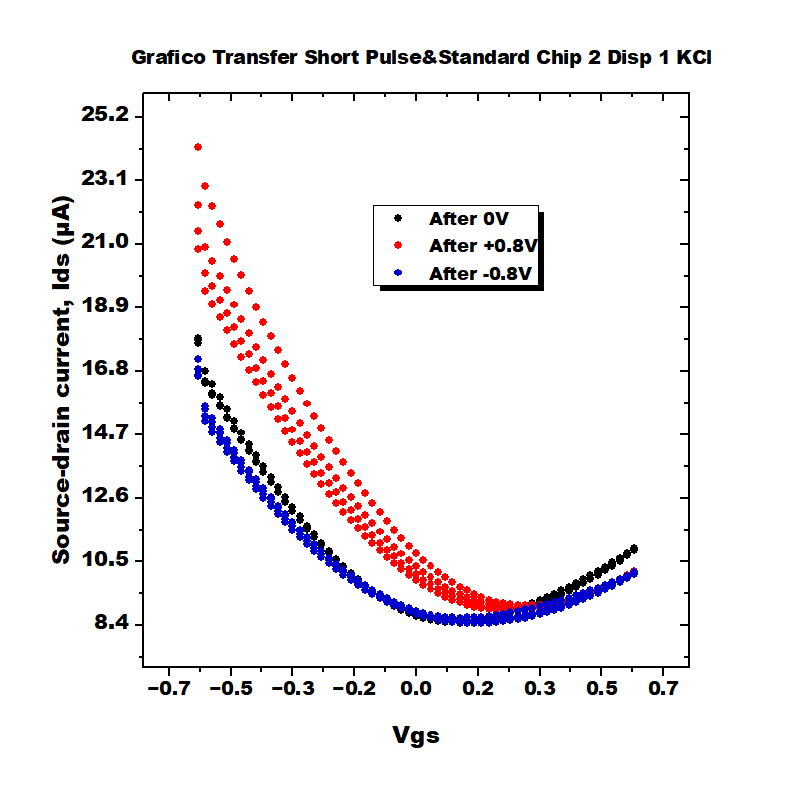 Grafico Transfer Short Pulse&Standard Chip 2 Disp 1 KCl
25.2
23.1
21.0
18.9
16.8
14.7
12.6
10.5
8.4
Source-drain current, Ids (µA)
After 0V
After +0.8V
After -0.8V
−0.7 −0.5 −0.3 −0.2 0.0 0.2 0.3 0.5 0.7
Vgs